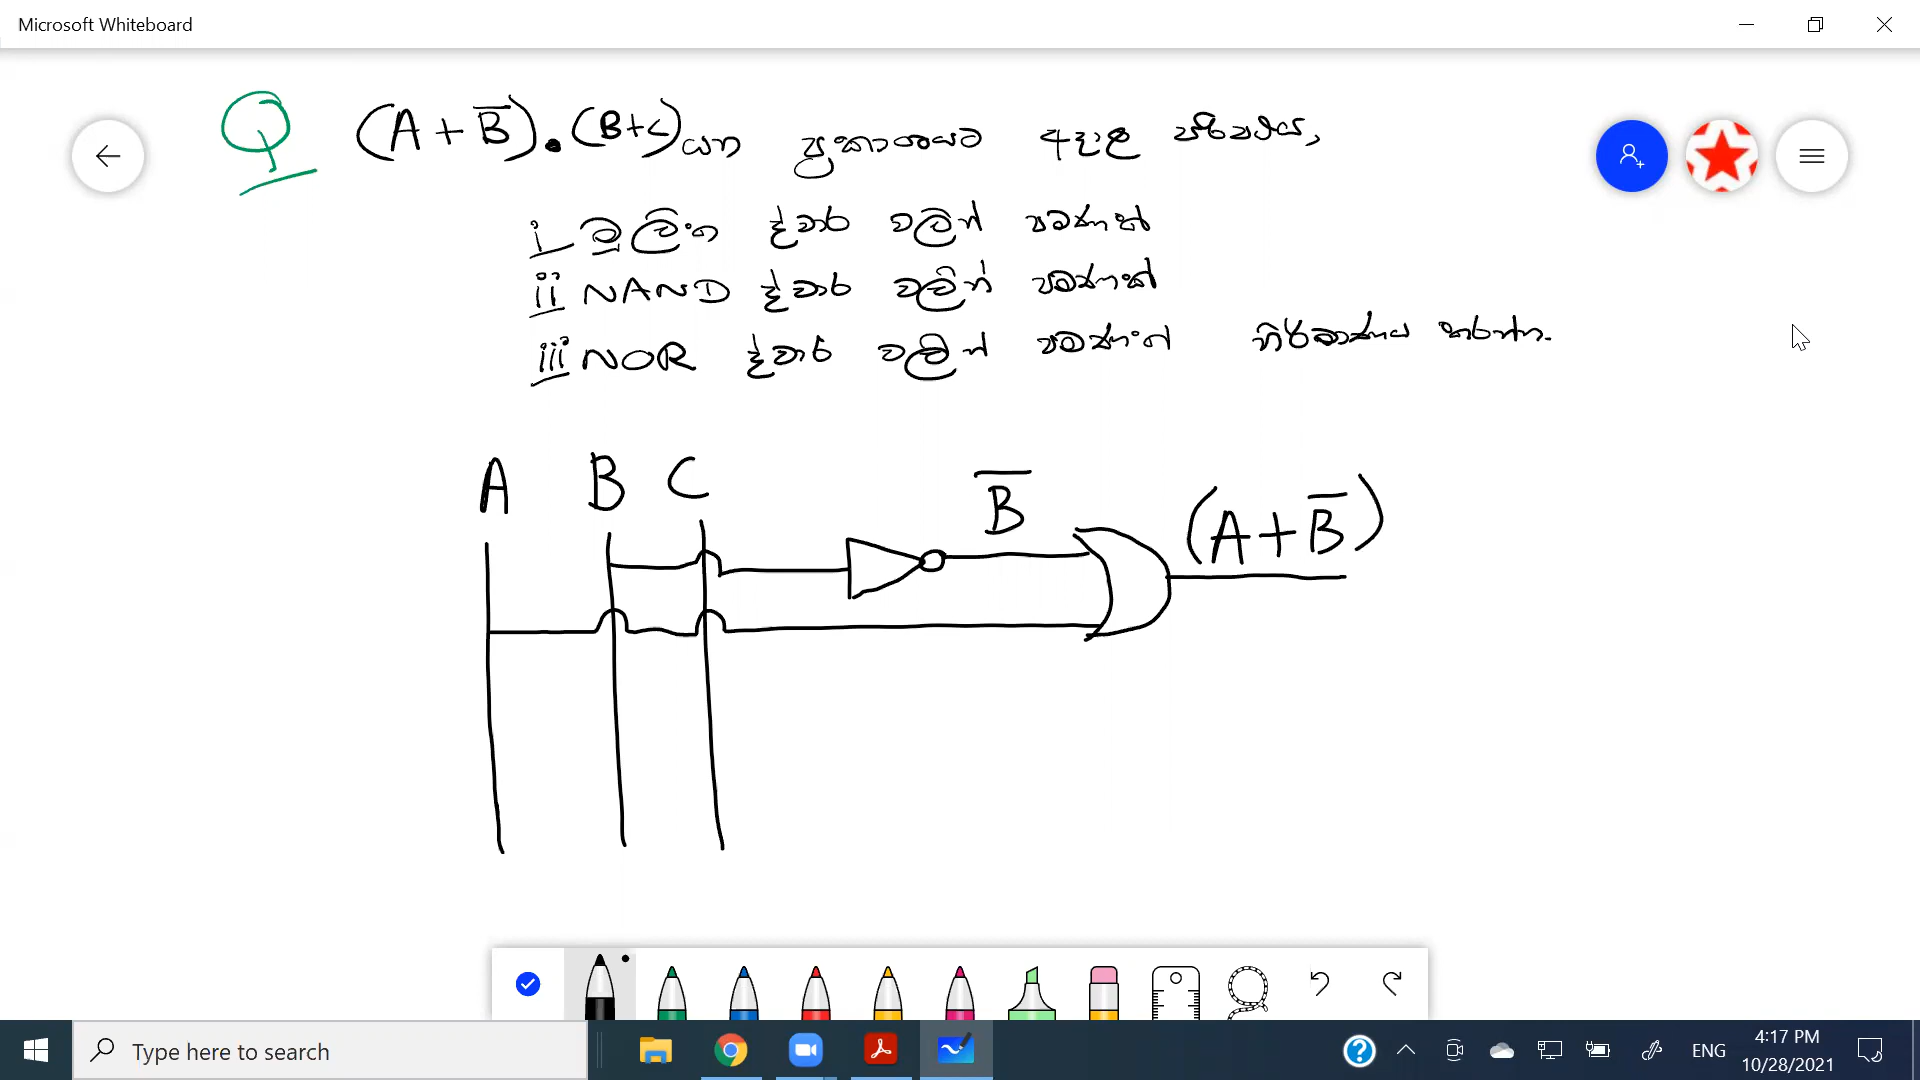 Microsoft Whiteboard
Q (A + B̅) . (B+C) යන ප්‍රකාශයට අදාළ පරිපථය,
i මූලික ද්වාර වලින් පමණක්
ii NAND ද්වාර වලින් පමණක්
iii NOR ද්වාර වලින් පමණක් නිර්මාණය කරන්න.
A B C B̅ (A + B̅)
Type here to search
ENG
4:17 PM
10/28/2021